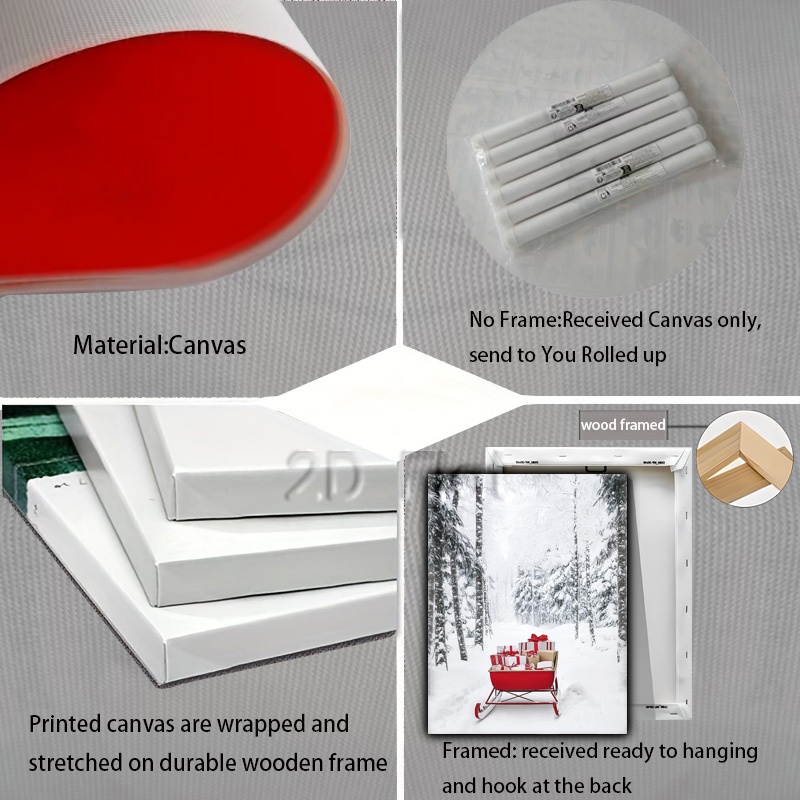 Material:Canvas
No Frame:Received Canvas only,
send to You Rolled up
2D
wood framed
Printed canvas are wrapped and
stretched on durable wooden frame
Framed: received ready to hanging
and hook at the back